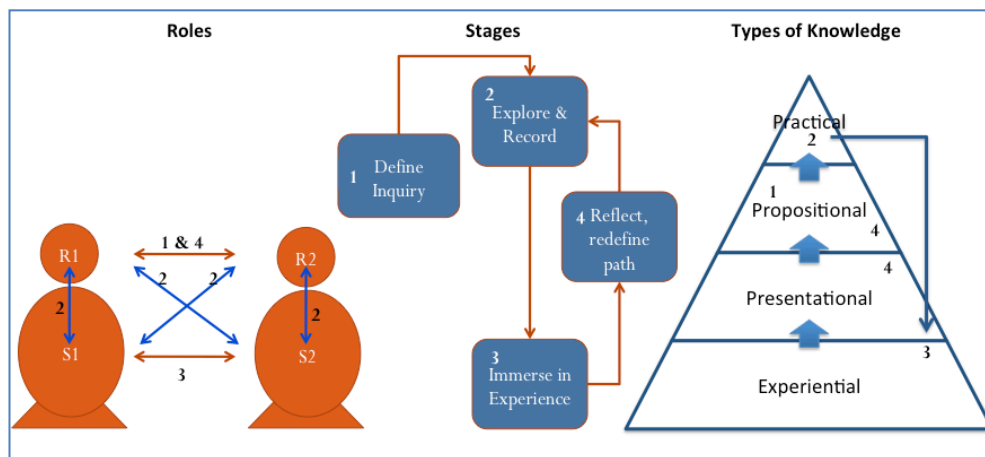 Roles
Stages
Types of Knowledge
R1
1 & 4
R2
2
2
2
2
S1
S2
3
1
Define
Inquiry
2
Explore &
Record
3
Immerse in
Experience
4 Reflect,
redefine
path
Practical
2
1
Propositional
4
4
Presentational
3
Experiential